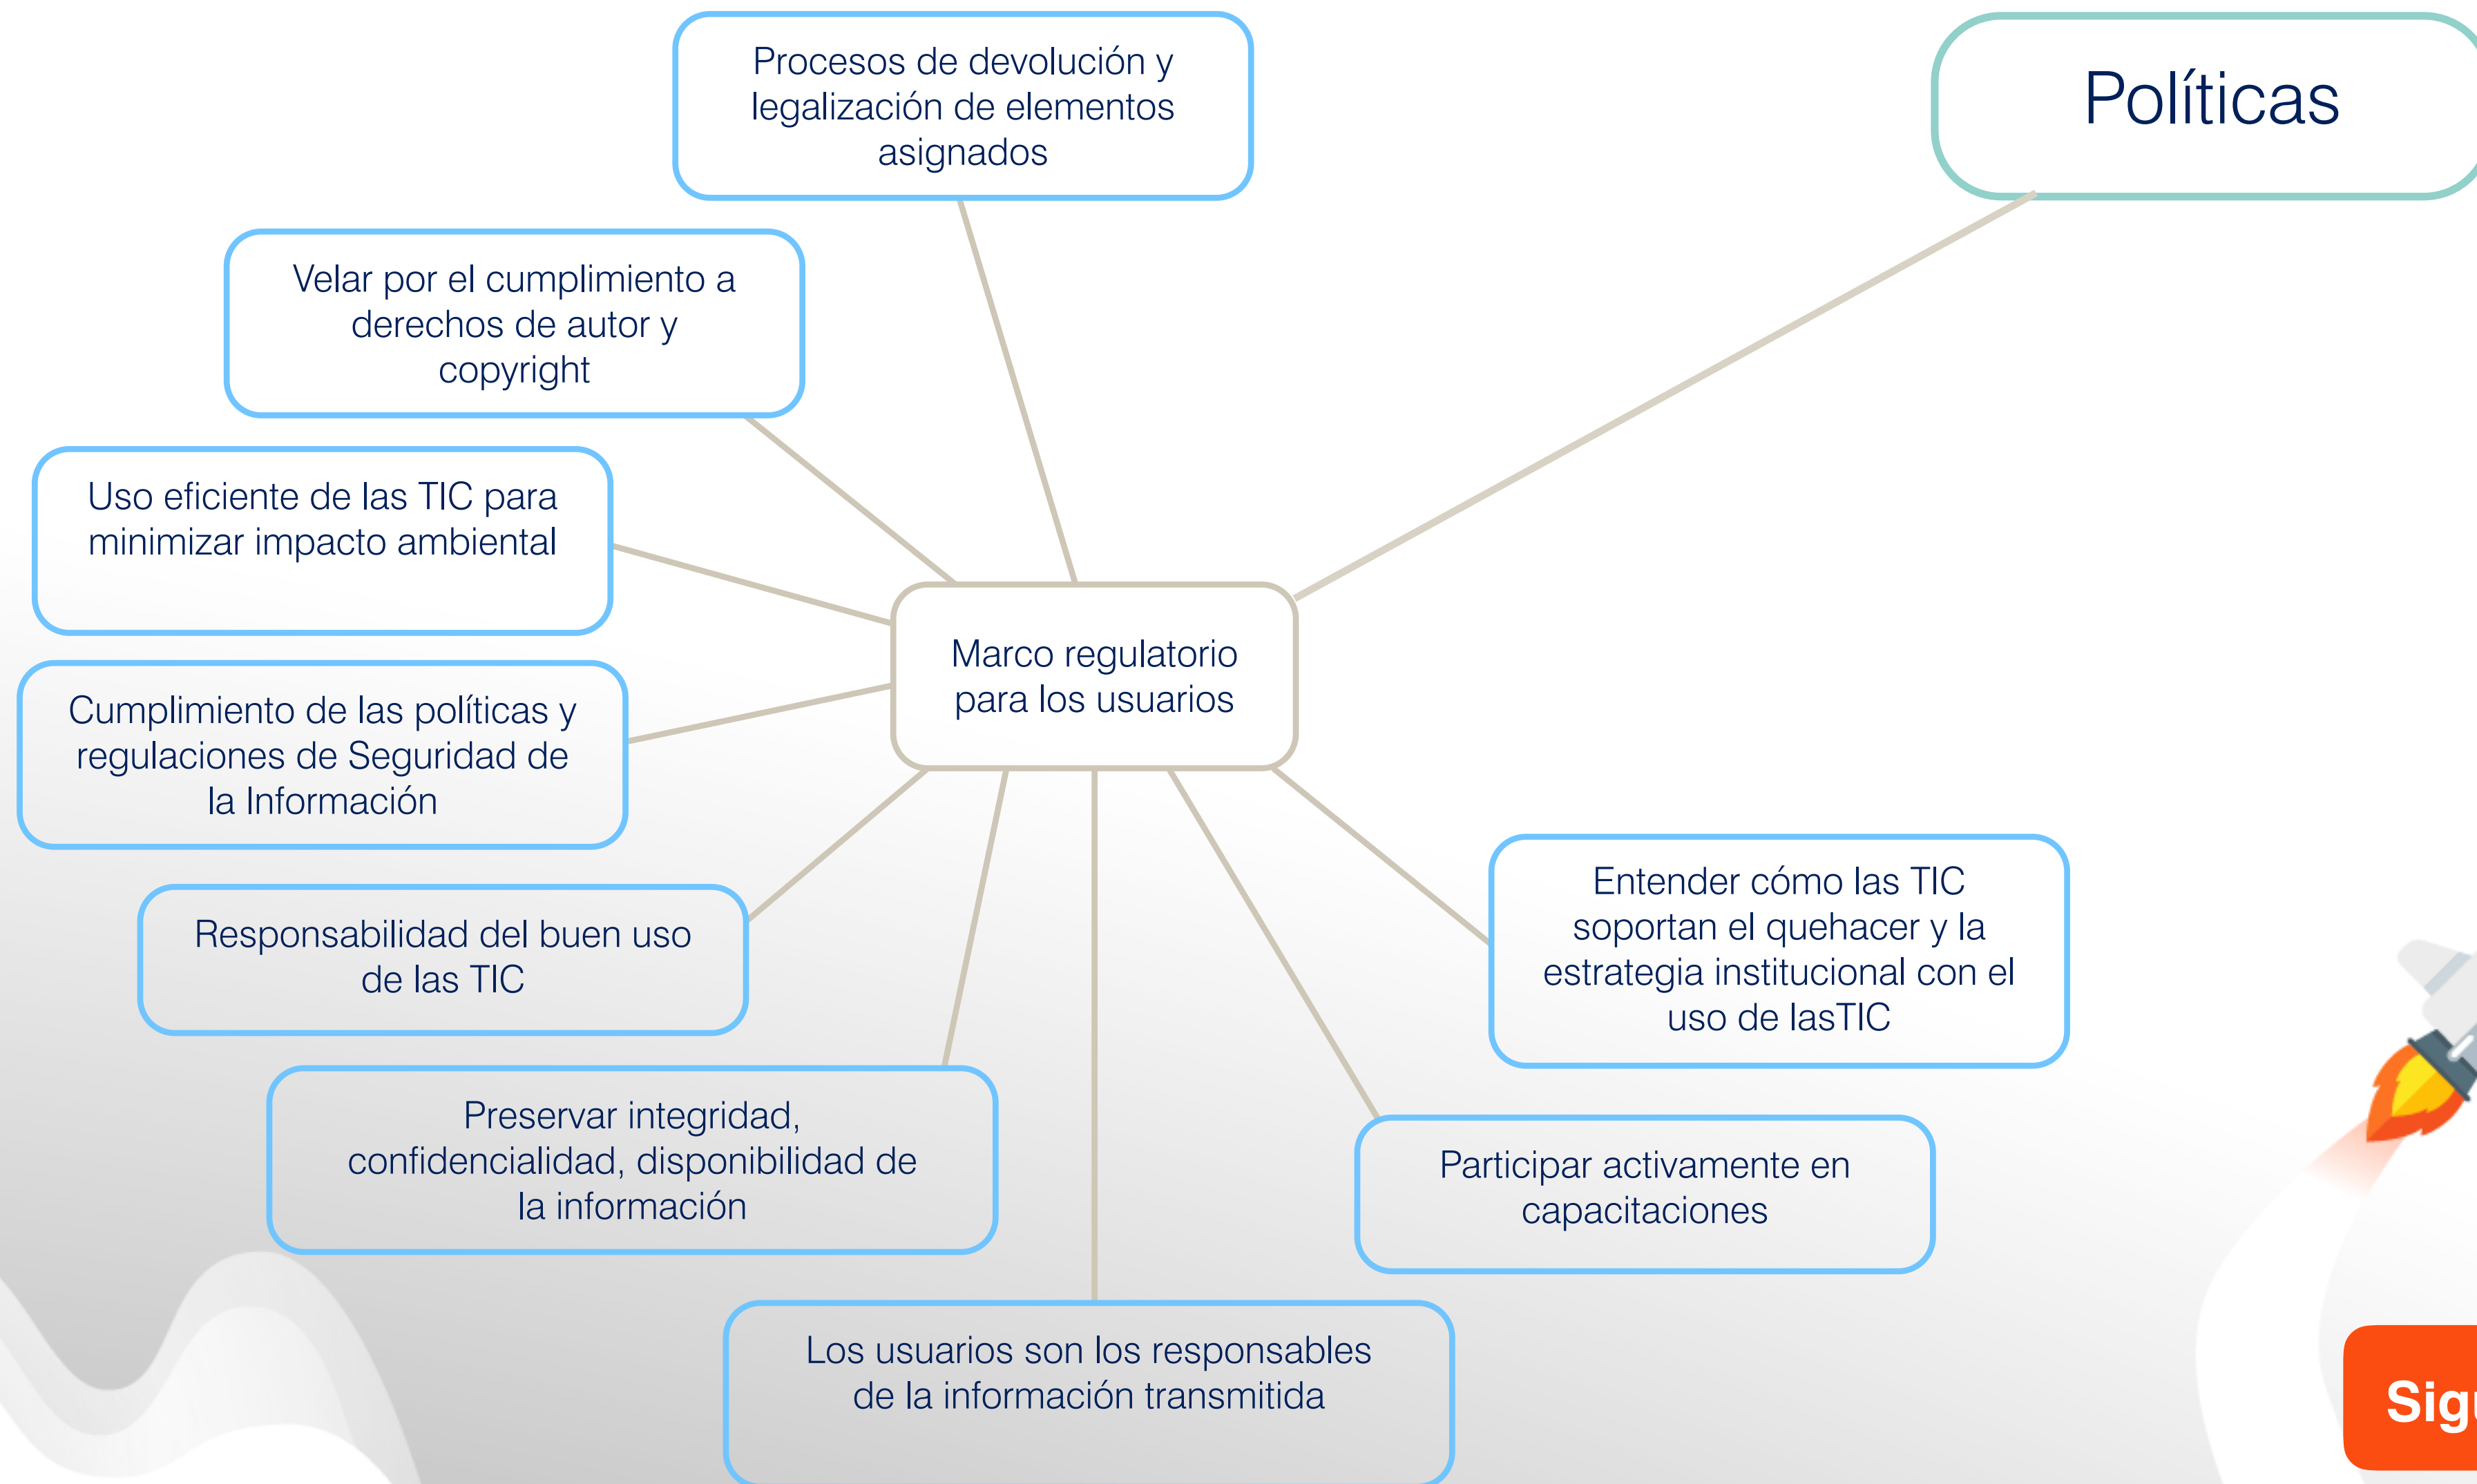 Procesos de devolución y
legalización de elementos
asignados
Políticas
Velar por el cumplimiento a
derechos de autor y
copyright
Uso eficiente de las TIC para
minimizar impacto ambiental
Marco regulatorio
para los usuarios
Cumplimiento de las políticas y
regulaciones de Seguridad de
la Información
Responsabilidad del buen uso
de las TIC
Entender cómo las TIC
soportan el quehacer y la
estrategia institucional con el
uso de lasTIC
Preservar integridad,
confidencialidad, disponibilidad de
la información
Participar activamente en
capacitaciones
Los usuarios son los responsables
de la información transmitida